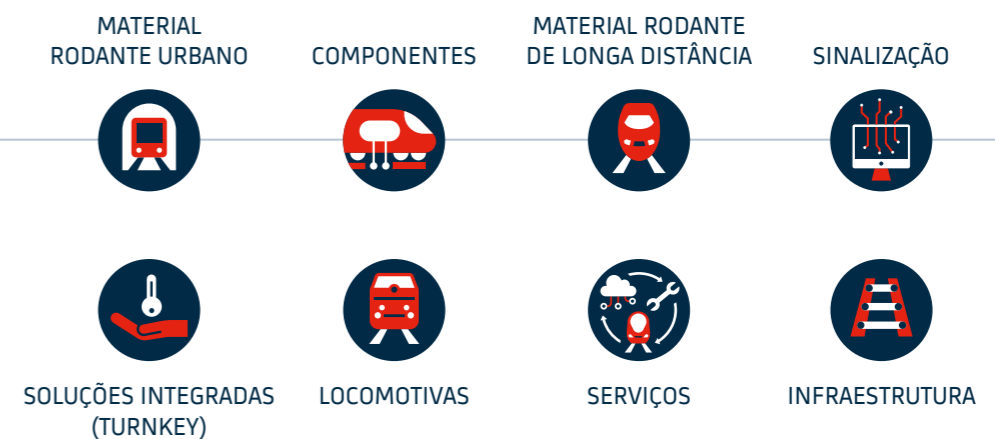 MATERIAL
RODANTE URBANO
COMPONENTES
MATERIAL RODANTE
DE LONGA DISTÂNCIA
SINALIZAÇÃO
SOLUÇÕES INTEGRADAS
(TURNKEY)
LOCOMOTIVAS
SERVIÇOS
INFRAESTRUTURA